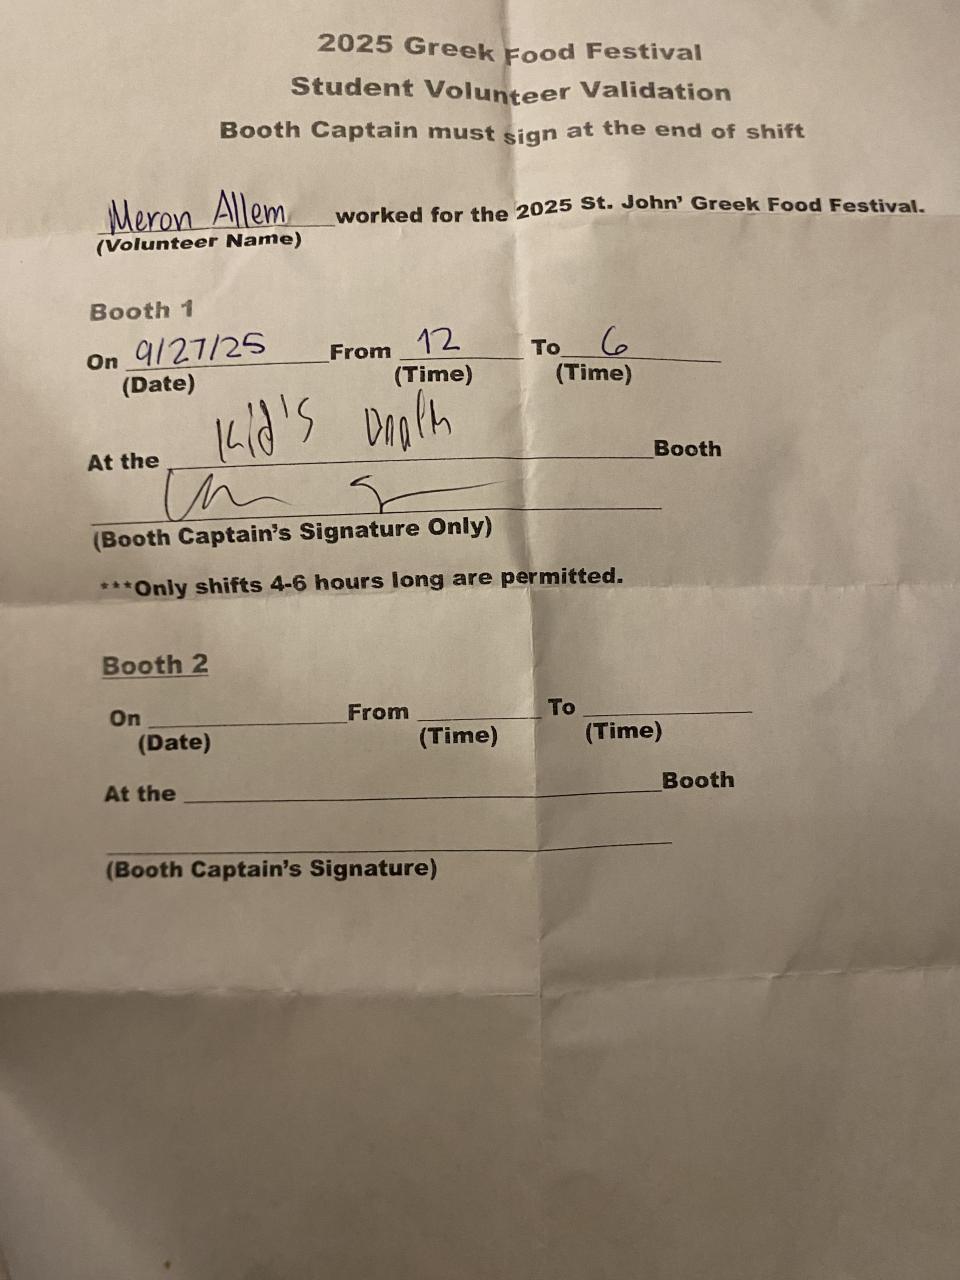 2025 Greek Food Festival
Student Volunteer Validation
Booth Captain must sign at the end of shift
Meron Allem worked for the 2025 St. John' Greek Food Festival.
(Volunteer Name)
Booth 1
On 9/27/25 From 12 To 6
(Date) (Time) (Time)
At the Kid's Booth
(Booth Captain's Signature Only)
***Only shifts 4-6 hours long are permitted.
Booth 2
On From To
(Date) (Time) (Time)
At the Booth
(Booth Captain's Signature)